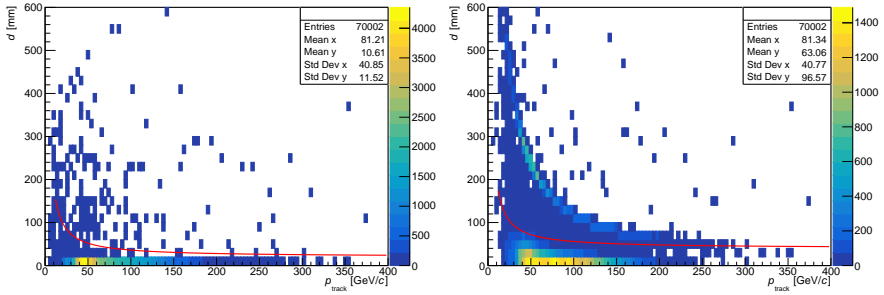 d [mm]
600
500
400
300
200
100
0
0 50 100 150 200 250 300 350 400
p track [GeV/c]
Entries 70002
Mean x 81.21
Mean y 10.61
Std Dev x 40.85
Std Dev y 11.52
4000
3500
3000
2500
2000
1500
1000
500
0
d [mm]
600
500
400
300
200
100
0
0 50 100 150 200 250 300 350 400
p track [GeV/c]
Entries 70002
Mean x 81.34
Mean y 63.06
Std Dev x 40.77
Std Dev y 96.57
1400
1200
1000
800
600
400
200
0